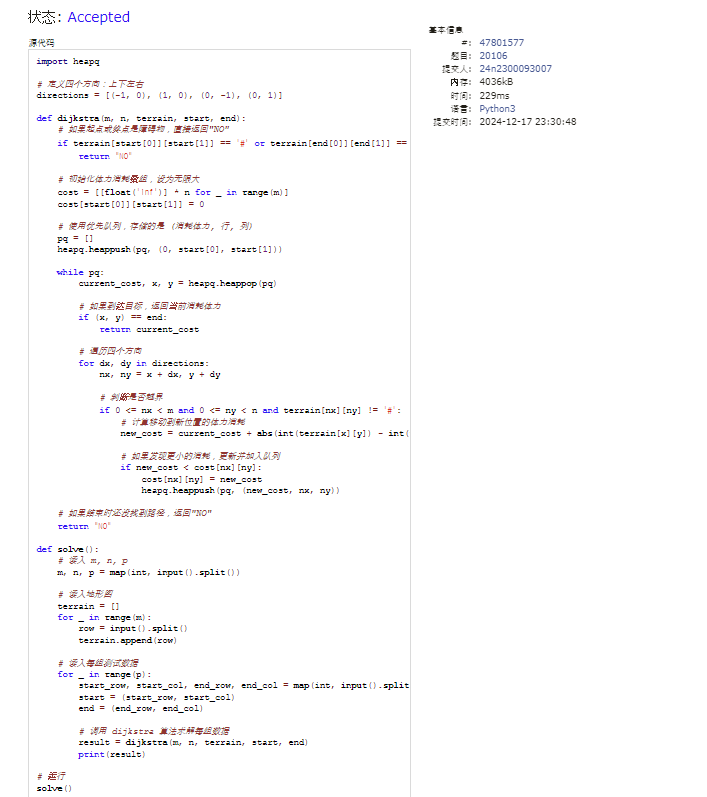 状态: Accepted
源代码
import heapq
# 定义四个方向：上下左右
directions = [(-1, 0), (1, 0), (0, -1), (0, 1)]
def dijkstra(m, n, terrain, start, end):
# 如果起点或终点是障碍物，直接返回"NO"
if terrain[start[0]][start[1]] == '#' or terrain[end[0]][end[1]] ==
return "NO"
# 初始化体力消耗数组，设为无限大
cost = [[float('inf')] * n for _ in range(m)]
cost[start[0]][start[1]] = 0
# 使用优先队列，存储的是 (消耗体力, 行, 列)
pq = []
heapq.heappush(pq, (0, start[0], start[1]))
while pq:
current_cost, x, y = heapq.heappop(pq)
# 如果到达目标，返回当前消耗体力
if (x, y) == end:
return current_cost
# 遍历四个方向
for dx, dy in directions:
nx, ny = x + dx, y + dy
# 判断是否越界
if 0 <= nx < m and 0 <= ny < n and terrain[nx][ny] != '#':
# 计算移动到新位置的体力消耗
new_cost = current_cost + abs(int(terrain[x][y]) - int(
# 如果发现更小的消耗，更新并加入队列
if new_cost < cost[nx][ny]:
cost[nx][ny] = new_cost
heapq.heappush(pq, (new_cost, nx, ny))
# 如果结束时还没找到路径，返回"NO"
return "NO"
def solve():
# 读入 m, n, p
m, n, p = map(int, input().split())
# 读入地形图
terrain = []
for _ in range(m):
row = input().split()
terrain.append(row)
# 读入每组测试数据
for _ in range(p):
start_row, start_col, end_row, end_col = map(int, input().split
start = (start_row, start_col)
end = (end_row, end_col)
# 调用 dijkstra 算法求解每组数据
result = dijkstra(m, n, terrain, start, end)
print(result)
# 运行
solve()
基本信息
#: 47801577
题目: 20106
提交人: 24n2300093007
内存: 4036kB
时间: 229ms
语言: Python3
提交时间: 2024-12-17 23:30:48